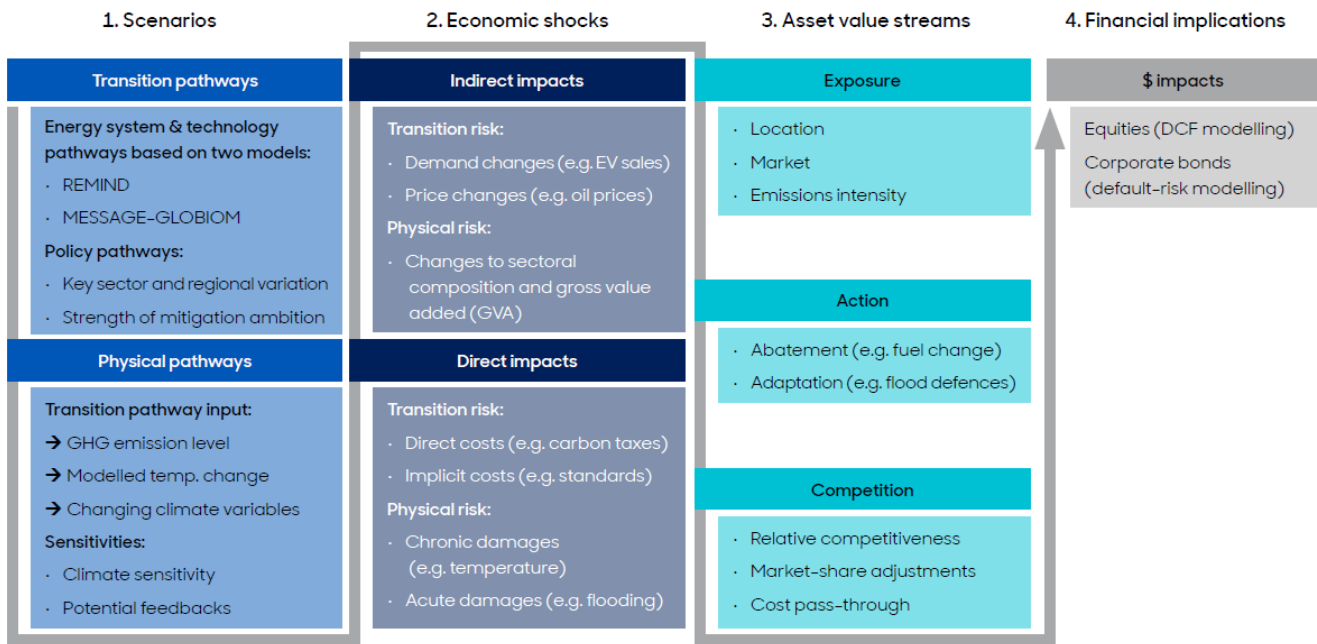 1. Scenarios
Transition pathways
Energy system & technology
pathways based on two models:
· REMIND
· MESSAGE-GLOBIOM
Policy pathways:
· Key sector and regional variation
· Strength of mitigation ambition
Physical pathways
Transition pathway input:
→ GHG emission level
→ Modelled temp. change
→ Changing climate variables
Sensitivities:
· Climate sensitivity
· Potential feedbacks
2. Economic shocks
Indirect impacts
Transition risk:
· Demand changes (e.g. EV sales)
· Price changes (e.g. oil prices)
Physical risk:
· Changes to sectoral
composition and gross value
added (GVA)
Direct impacts
Transition risk:
· Direct costs (e.g. carbon taxes)
· Implicit costs (e.g. standards)
Physical risk:
· Chronic damages
(e.g. temperature)
· Acute damages (e.g. flooding)
3. Asset value streams
Exposure
· Location
· Market
· Emissions intensity
Action
· Abatement (e.g. fuel change)
· Adaptation (e.g. flood defences)
Competition
· Relative competitiveness
· Market-share adjustments
· Cost pass-through
4. Financial implications
$ impacts
Equities (DCF modelling)
Corporate bonds
(default-risk modelling)